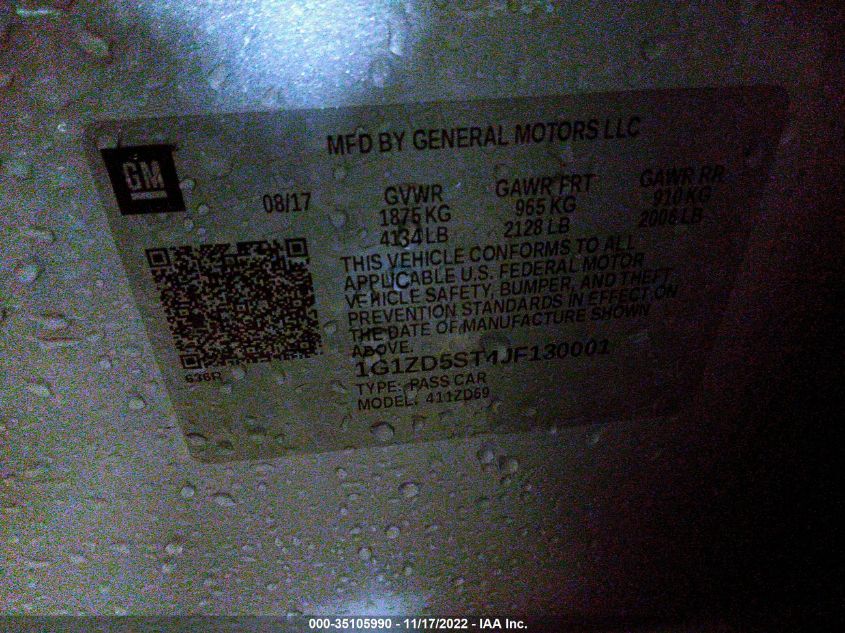 MFD BY GENERAL MOTORS LLC
GM
08/17
GVWR GAWR FRT GAWR RR
1875 KG 965 KG 910 KG
4134 LB 2128 LB 2006 LB
THIS VEHICLE CONFORMS TO ALL
APPLICABLE U.S. FEDERAL MOTOR
VEHICLE SAFETY, BUMPER, AND THEFT
PREVENTION STANDARDS IN EFFECT ON
THE DATE OF MANUFACTURE SHOWN
ABOVE.
1G1ZD5ST4JF130001
TYPE: PASS CAR
MODEL: 411ZD69
636R
000-35105990 - 11/17/2022 - IAA Inc.